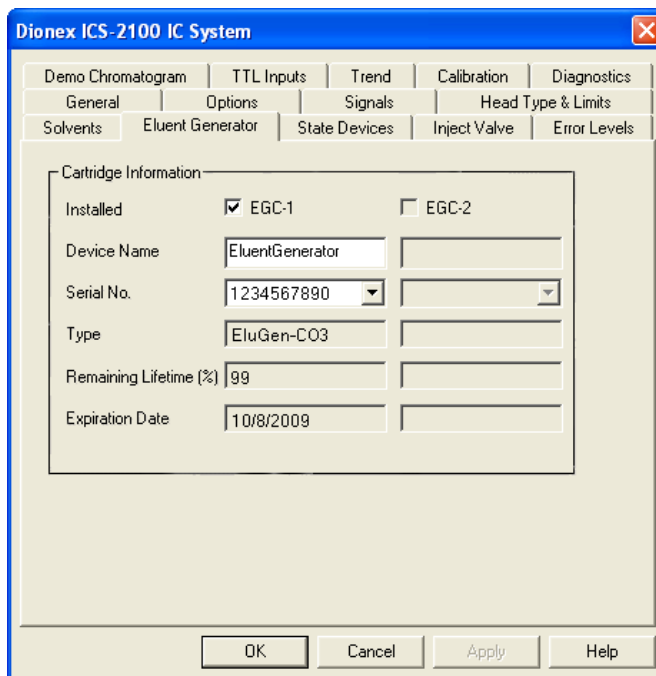 Dionex ICS-2100 IC System
Demo Chromatogram TTL Inputs Trend Calibration Diagnostics
General Options Signals Head Type & Limits
Solvents Eluent Generator State Devices Inject Valve Error Levels
Cartridge Information
Installed EGC-1 EGC-2
Device Name EluentGenerator
Serial No. 1234567890
Type EluGen-CO3
Remaining Lifetime (%) 99
Expiration Date 10/8/2009
OK Cancel Apply Help